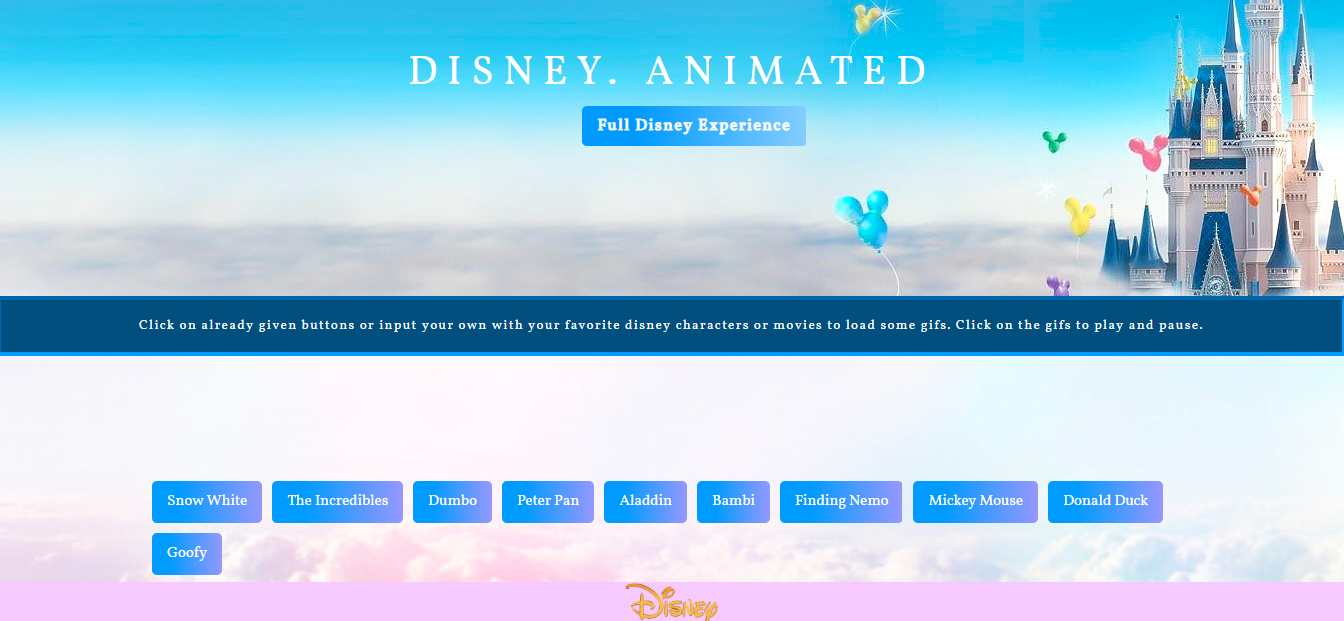 DISNEY. ANIMATED
Full Disney Experience
Click on already given buttons or input your own with your favorite disney characters or movies to load some gifs. Click on the gifs to play and pause.
Snow White The Incredibles Dumbo Peter Pan Aladdin Bambi Finding Nemo Mickey Mouse Donald Duck
Goofy
Disney